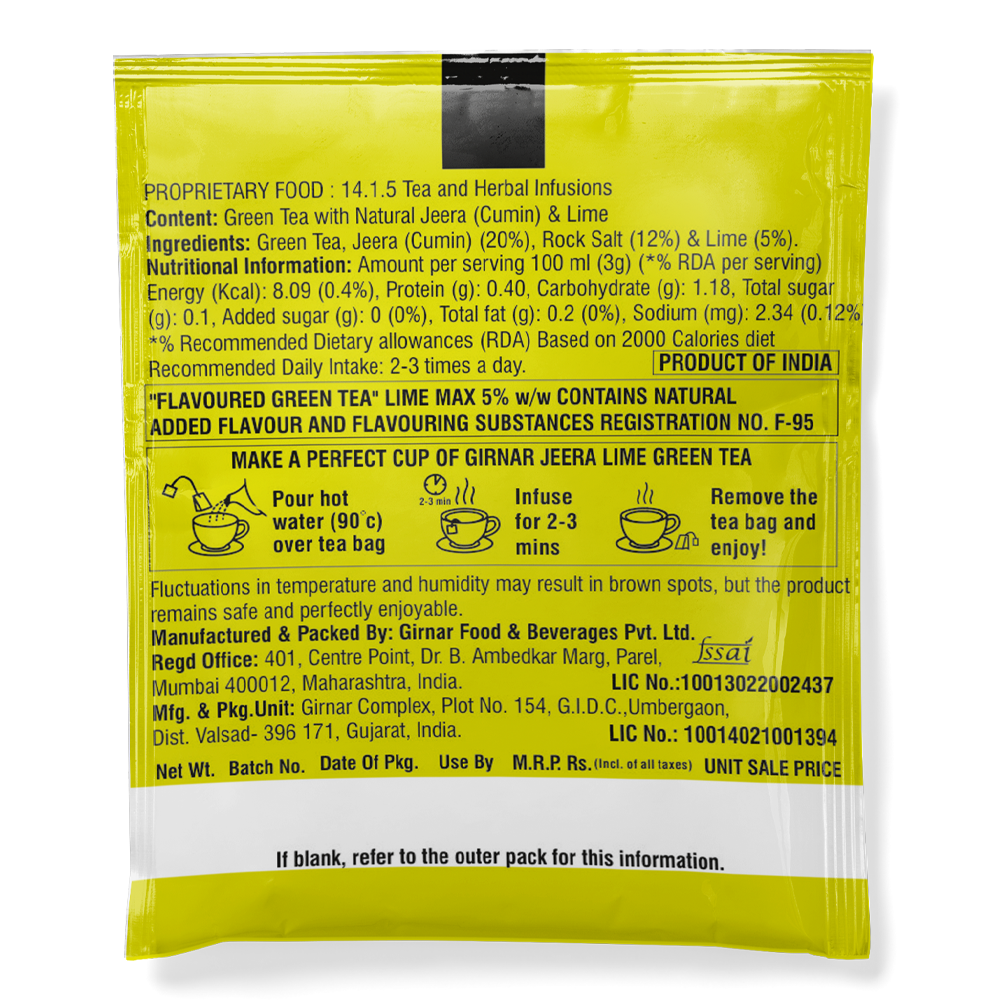 PROPRIETARY FOOD : 14.1.5 Tea and Herbal Infusions
Content: Green Tea with Natural Jeera (Cumin) & Lime
Ingredients: Green Tea, Jeera (Cumin) (20%), Rock Salt (12%) & Lime (5%).
Nutritional Information: Amount per serving 100 ml (3g) (*% RDA per serving)
Energy (Kcal): 8.09 (0.4%), Protein (g): 0.40, Carbohydrate (g): 1.18, Total sugar
(g): 0.1, Added sugar (g): 0 (0%), Total fat (g): 0.2 (0%), Sodium (mg): 2.34 (0.12%
*% Recommended Dietary allowances (RDA) Based on 2000 Calories diet
Recommended Daily Intake: 2-3 times a day.
PRODUCT OF INDIA
"FLAVOURED GREEN TEA" LIME MAX 5% w/w CONTAINS NATURAL
ADDED FLAVOUR AND FLAVOURING SUBSTANCES REGISTRATION NO. F-95
MAKE A PERFECT CUP OF GIRNAR JEERA LIME GREEN TEA
Pour hot
water (90°c)
over tea bag
2-3 min
Infuse
for 2-3
mins
Remove the
tea bag and
enjoy!
Fluctuations in temperature and humidity may result in brown spots, but the product
remains safe and perfectly enjoyable.
Manufactured & Packed By: Girnar Food & Beverages Pvt. Ltd.
fssai
Regd Office: 401, Centre Point, Dr. B. Ambedkar Marg, Parel,
Mumbai 400012, Maharashtra, India.
LIC No.:10013022002437
Mfg. & Pkg.Unit: Girnar Complex, Plot No. 154, G.I.D.C.,Umbergaon,
Dist. Valsad- 396 171, Gujarat, India.
LIC No.: 10014021001394
Net Wt. Batch No. Date Of Pkg. Use By M.R.P. Rs.(Incl. of all taxes) UNIT SALE PRICE
If blank, refer to the outer pack for this information.